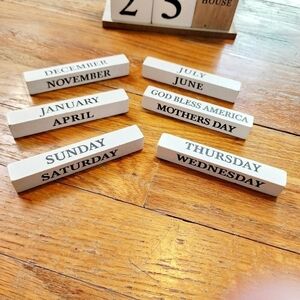 25
HOUSE
DECEMBER
NOVEMBER
JULY
JUNE
JANUARY
APRIL
GOD BLESS AMERICA
MOTHERS DAY
SUNDAY
SATURDAY
THURSDAY
WEDNESDAY